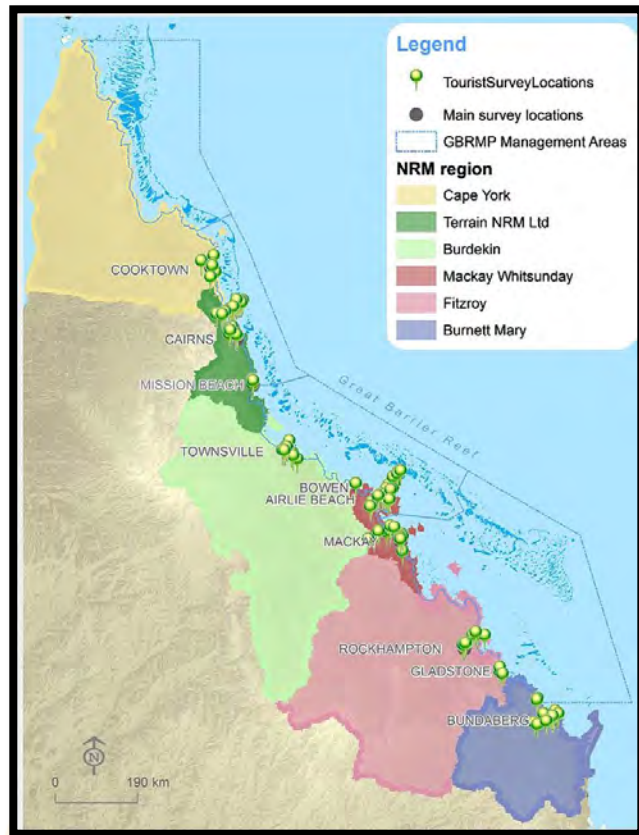 Legend
TouristSurveyLocations
Main survey locations
GBRMP Management Areas
NRM region
Cape York
Terrain NRM Ltd
Burdekin
Mackay Whitsunday
Fitzroy
Burnett Mary
COOKTOWN
CAIRNS
MISSION BEACH
Great Barrier Reef
TOWNSVILLE
BOWEN
AIRLIE BEACH
MACKAY
ROCKHAMPTON
GLADSTONE
BUNDABERG
N
0 190 km